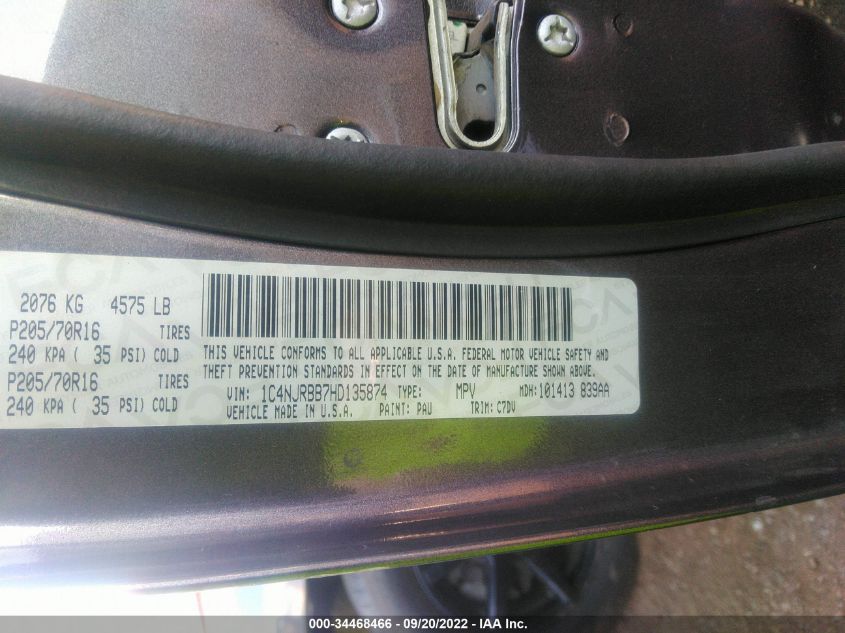 2076 KG 4575 LB
P205/70R16 TIRES
240 KPA ( 35 PSI) COLD
P205/70R16 TIRES
240 KPA ( 35 PSI) COLD
THIS VEHICLE CONFORMS TO ALL APPLICABLE U.S.A. FEDERAL MOTOR VEHICLE SAFETY AND
THEFT PREVENTION STANDARDS IN EFFECT ON THE DATE OF MANUFACTURE SHOWN ABOVE.
VIN: 1C4NJRBB7HD135874 TYPE: MPV MDH: 101413 839AA
VEHICLE MADE IN U.S.A. PAINT: PAU TRIM: C7DV
000-34468466 - 09/20/2022 - IAA Inc.